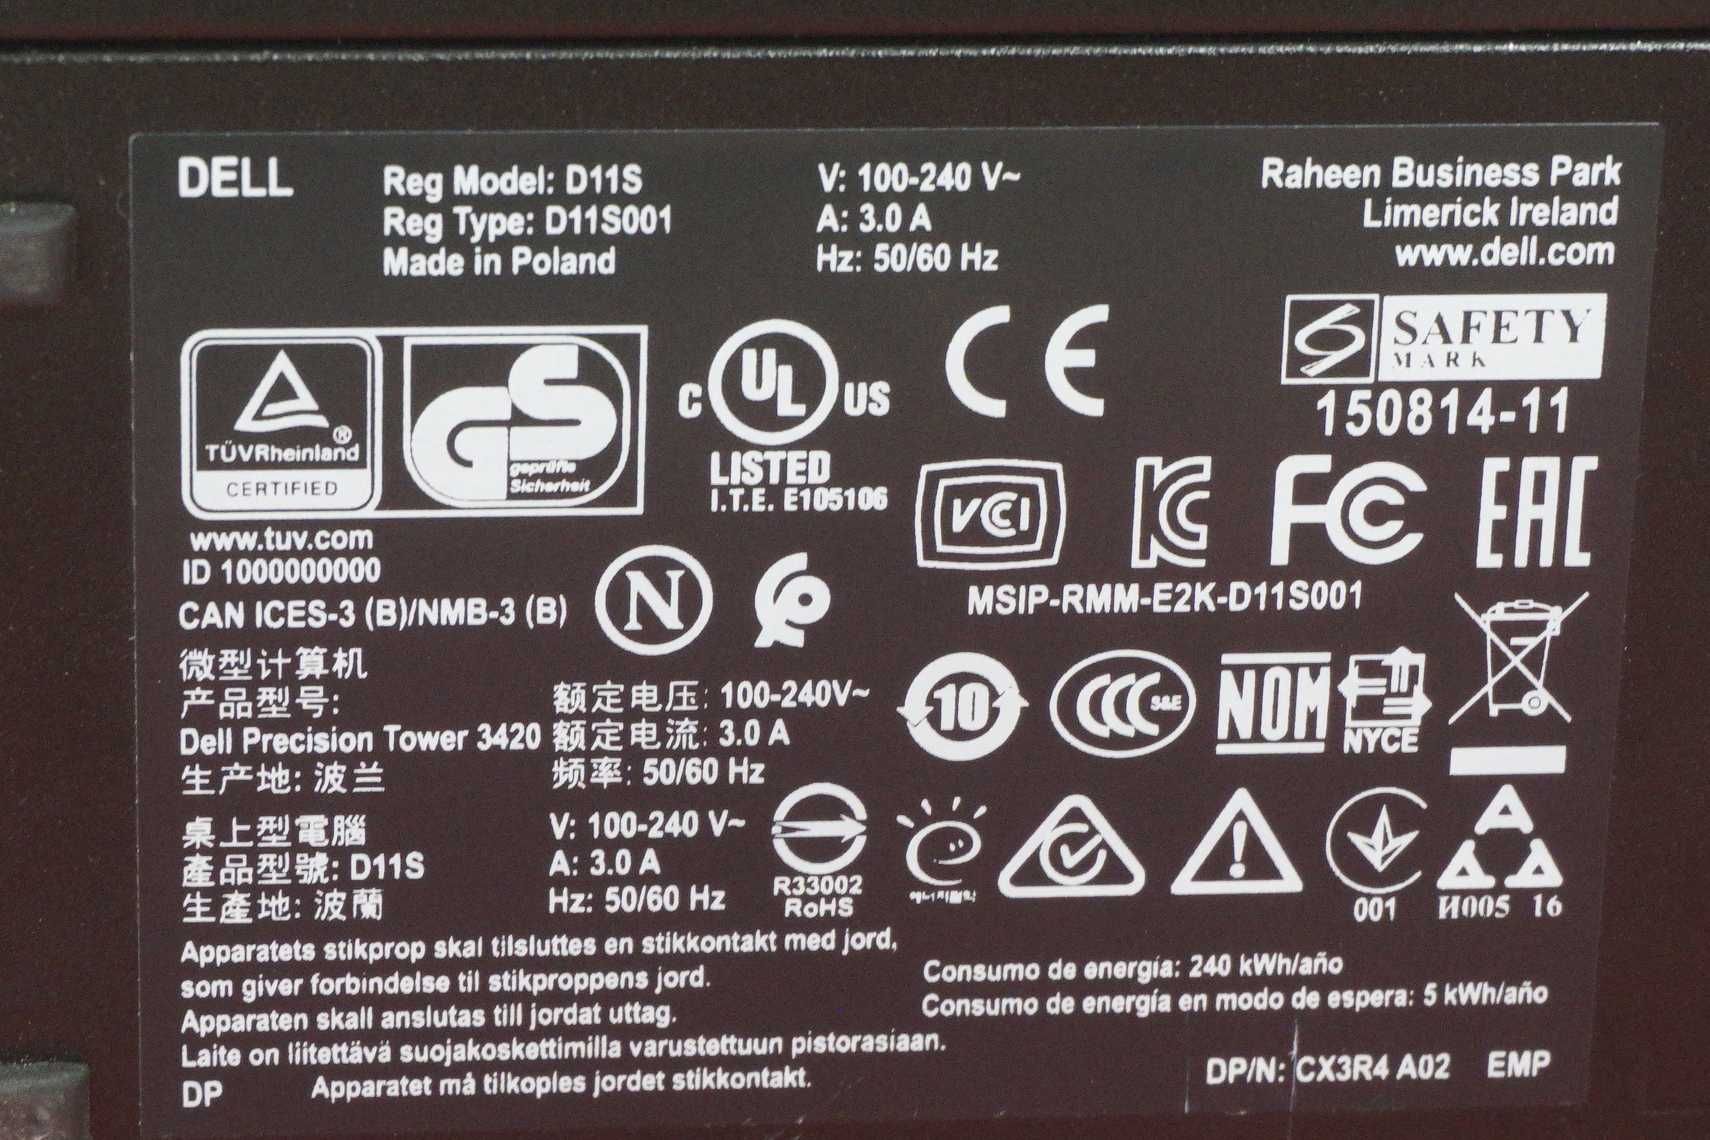 DELL
Reg Model: D11S
Reg Type: D11S001
Made in Poland
V: 100-240 V~
A: 3.0 A
Hz: 50/60 Hz
Raheen Business Park
Limerick Ireland
www.dell.com
TÜVRheinland ®
CERTIFIED
GS
geprüfte
Sicherheit
www.tuv.com
ID 1000000000
C UL US
LISTED
I.T.E. E105106
CE
SAFETY
MARK
150814-11
VCCI
KC
FC
EAC
MSIP-RMM-E2K-D11S001
CAN ICES-3 (B)/NMB-3 (B)
N
微型计算机
产品型号:
Dell Precision Tower 3420
生产地: 波兰
额定电压: 100-240V~
额定电流: 3.0 A
频率: 50/60 Hz
10
CCC S&E
NOM
NYCE
桌上型電腦
產品型號: D11S
生產地: 波蘭
V: 100-240 V~
A: 3.0 A
Hz: 50/60 Hz
R33002
RoHS
001
И005 16
Apparatets stikprop skal tilsluttes en stikkontakt med jord,
som giver forbindelse til stikproppens jord.
Apparaten skall anslutas till jordat uttag.
Laite on liitettävä suojakoskettimilla varustettuun pistorasiaan.
DP Apparatet må tilkoples jordet stikkontakt.
Consumo de energía: 240 kWh/año
Consumo de energía en modo de espera: 5 kWh/año
DP/N: CX3R4 A02 EMP